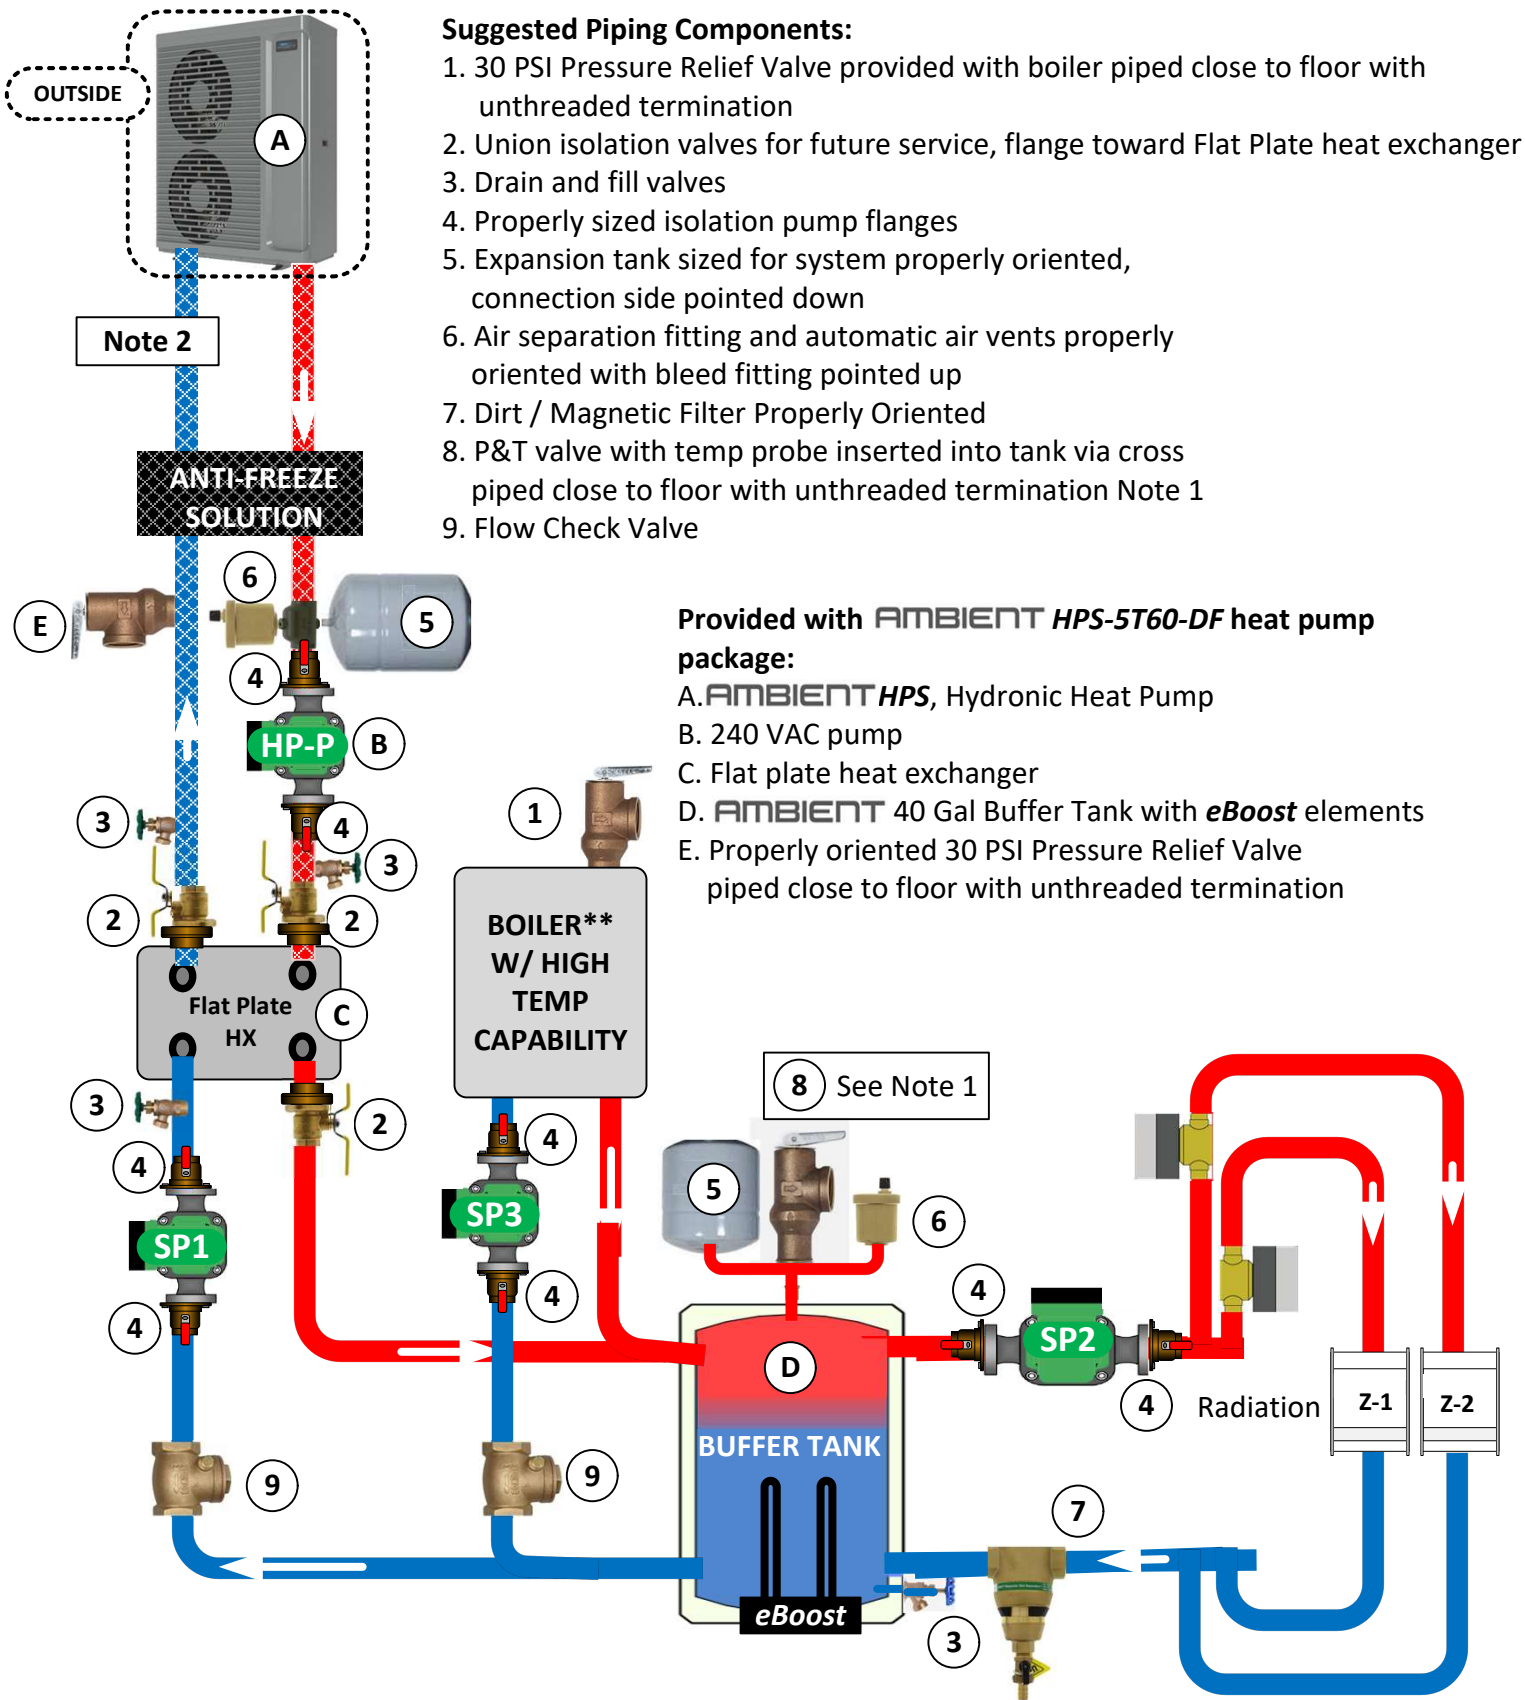 Suggested Piping Components:
1. 30 PSI Pressure Relief Valve provided with boiler piped close to floor with
unthreaded termination
2. Union isolation valves for future service, flange toward Flat Plate heat exchanger
3. Drain and fill valves
4. Properly sized isolation pump flanges
5. Expansion tank sized for system properly oriented,
connection side pointed down
6. Air separation fitting and automatic air vents properly
oriented with bleed fitting pointed up
7. Dirt / Magnetic Filter Properly Oriented
8. P&T valve with temp probe inserted into tank via cross
piped close to floor with unthreaded termination Note 1
9. Flow Check Valve
OUTSIDE
A
Note 2
ANTI-FREEZE
SOLUTION
6
E
5
4
HP-P
B
3
4
3
2
2
Flat Plate
HX
C
3
2
4
SP1
4
9
Provided with AMBIENT HPS-5T60-DF heat pump
package:
A. AMBIENT HPS, Hydronic Heat Pump
B. 240 VAC pump
C. Flat plate heat exchanger
D. AMBIENT 40 Gal Buffer Tank with eBoost elements
E. Properly oriented 30 PSI Pressure Relief Valve
piped close to floor with unthreaded termination
1
BOILER**
W/ HIGH
TEMP
CAPABILITY
4
SP3
4
9
8 See Note 1
5
6
D
BUFFER TANK
eBoost
4
SP2
4
Radiation
Z-1
Z-2
7
3